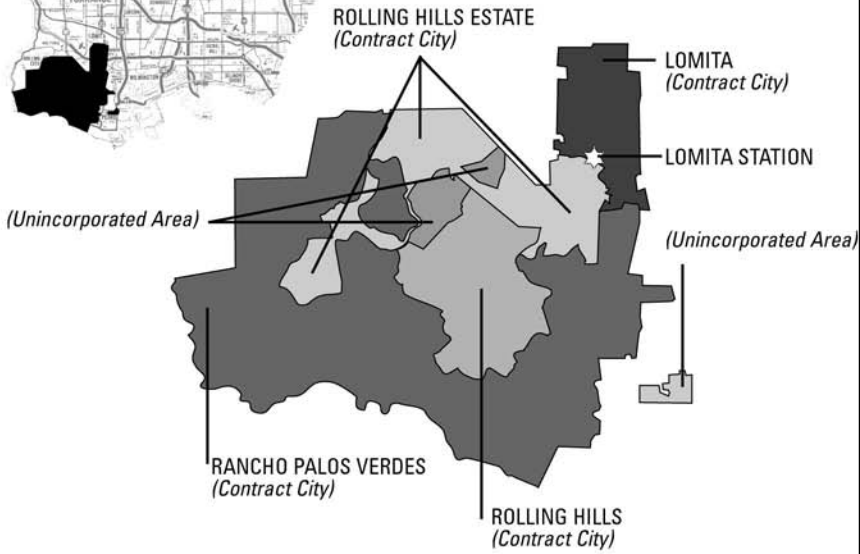 WILMINGTON
ROLLING HILLS ESTATE
(Contract City)
LOMITA
(Contract City)
LOMITA STATION
(Unincorporated Area)
(Unincorporated Area)
RANCHO PALOS VERDES
(Contract City)
ROLLING HILLS
(Contract City)